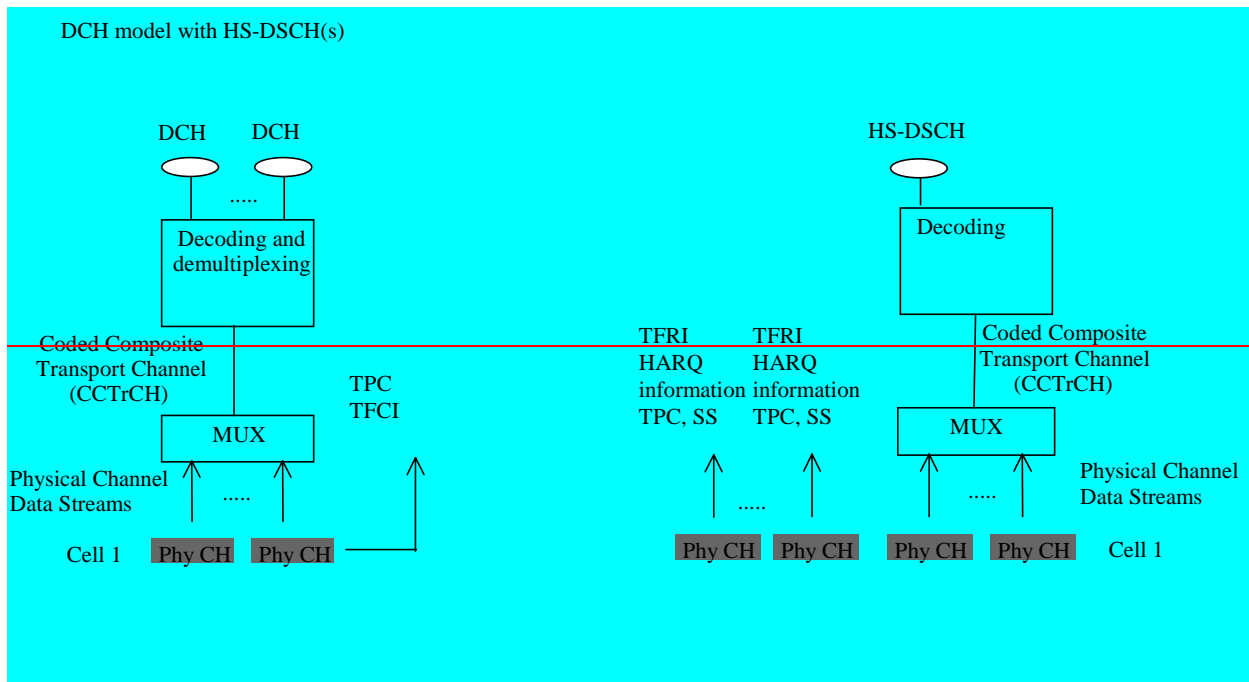 DCH model with HS-DSCH(s)
DCH
DCH
HS-DSCH
.....
Decoding and
demultiplexing
Decoding
Coded Composite
Transport Channel
(CCTrCH)
TPC
TFCI
TFRI
HARQ
information
TPC, SS
TFRI
HARQ
information
TPC, SS
Coded Composite
Transport Channel
(CCTrCH)
MUX
MUX
Physical Channel
Data Streams
.....
.....
.....
Physical Channel
Data Streams
Cell 1
Phy CH
Phy CH
Phy CH
Phy CH
Phy CH
Phy CH
Cell 1